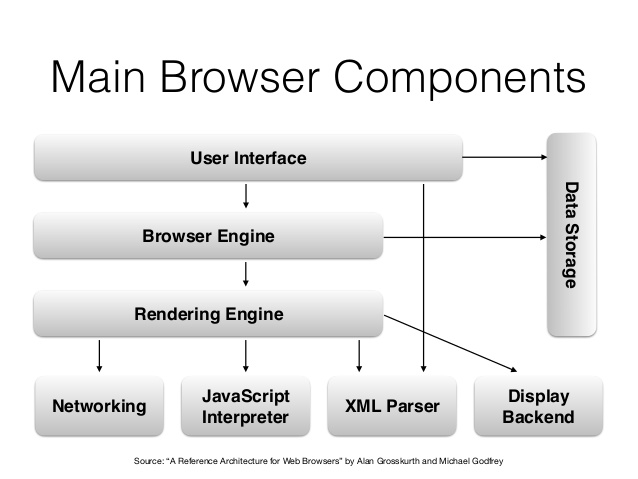 Main Browser Components
User Interface
Data Storage
Browser Engine
Rendering Engine
Networking
JavaScript
Interpreter
XML Parser
Display
Backend
Source: “A Reference Architecture for Web Browsers” by Alan Grosskurth and Michael Godfrey